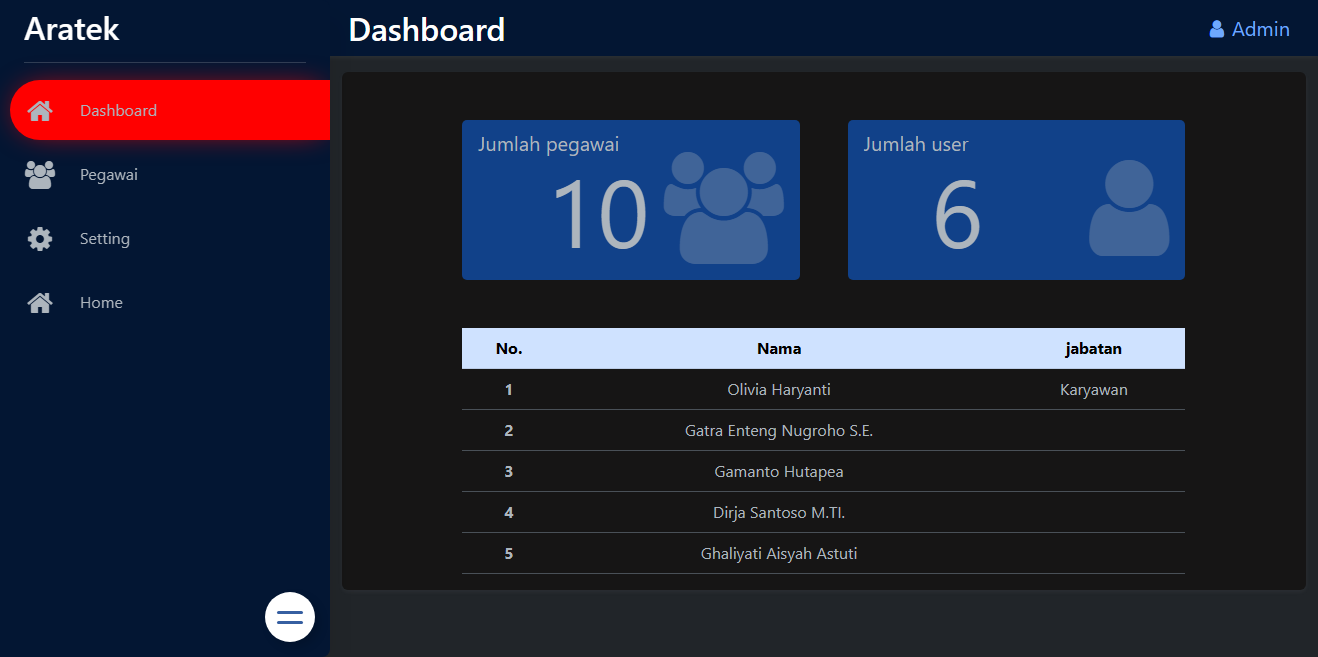 Aratek
Dashboard
Admin
Dashboard
Pegawai
Setting
Home
Jumlah pegawai
10
Jumlah user
6
No. Nama jabatan
1 Olivia Haryanti Karyawan
2 Gatra Enteng Nugroho S.E.
3 Gamanto Hutapea
4 Dirja Santoso M.TI.
5 Ghaliyati Aisyah Astuti